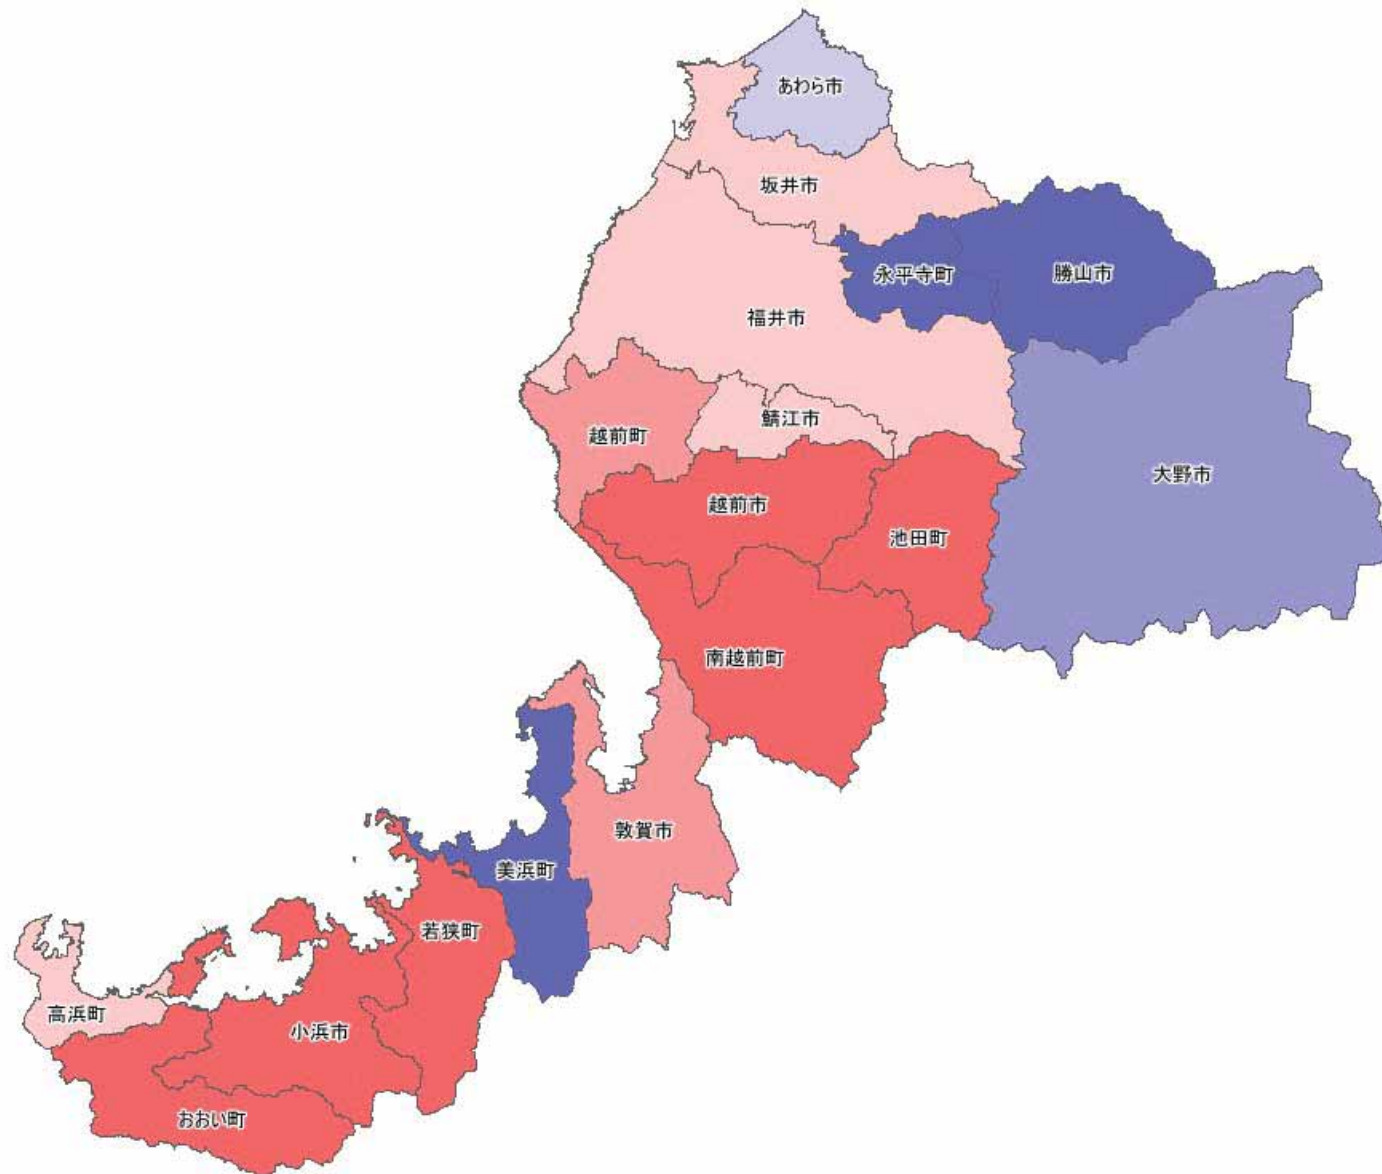 あわら市
坂井市
永平寺町
勝山市
福井市
鯖江市
越前町
大野市
越前市
池田町
南越前町
敦賀市
美浜町
若狭町
高浜町
小浜市
おおい町